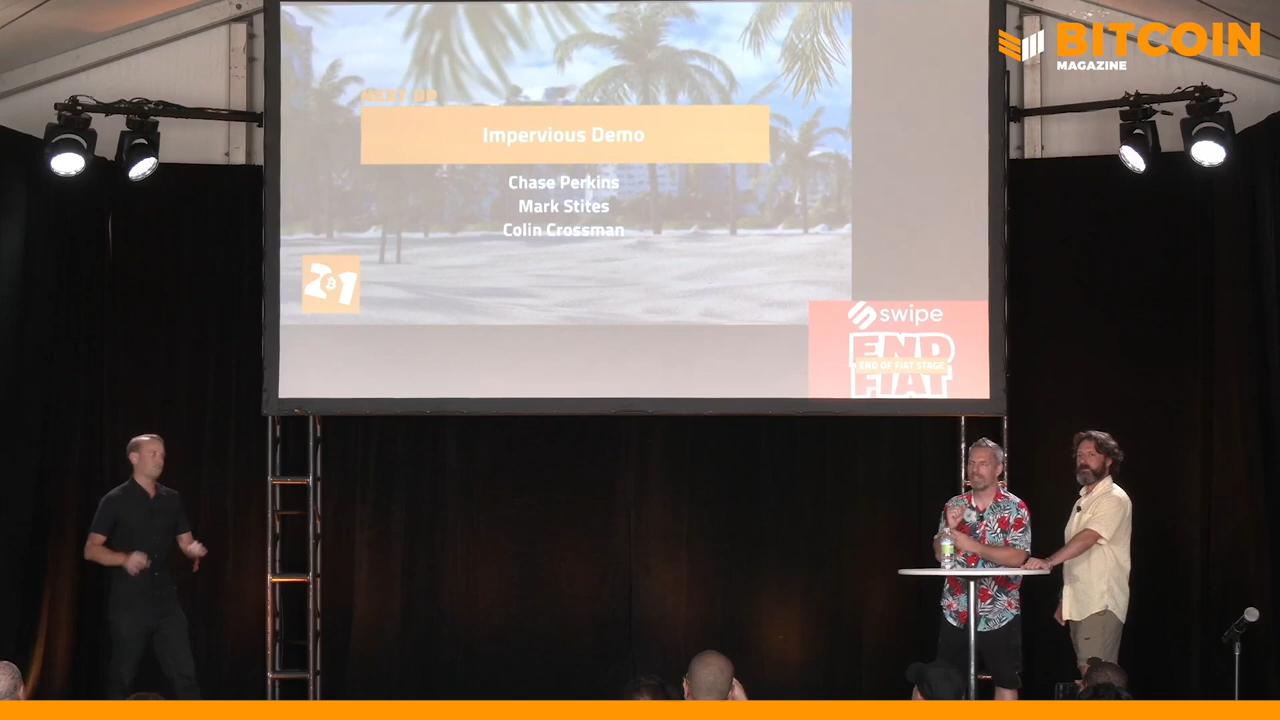 BITCOIN
MAGAZINE
NEXT UP
Impervious Demo
Chase Perkins
Mark Stites
Colin Crossman
21
swipe
END
END OF FIAT STAGE
FIAT